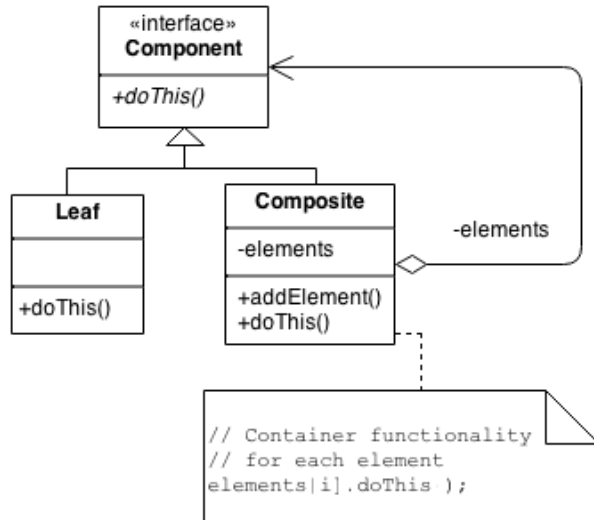 «interface»
Component
+doThis()
Leaf
+doThis()
Composite
-elements
+addElement()
+doThis()
-elements
// Container functionality
// for each element
elements|i].doThis );